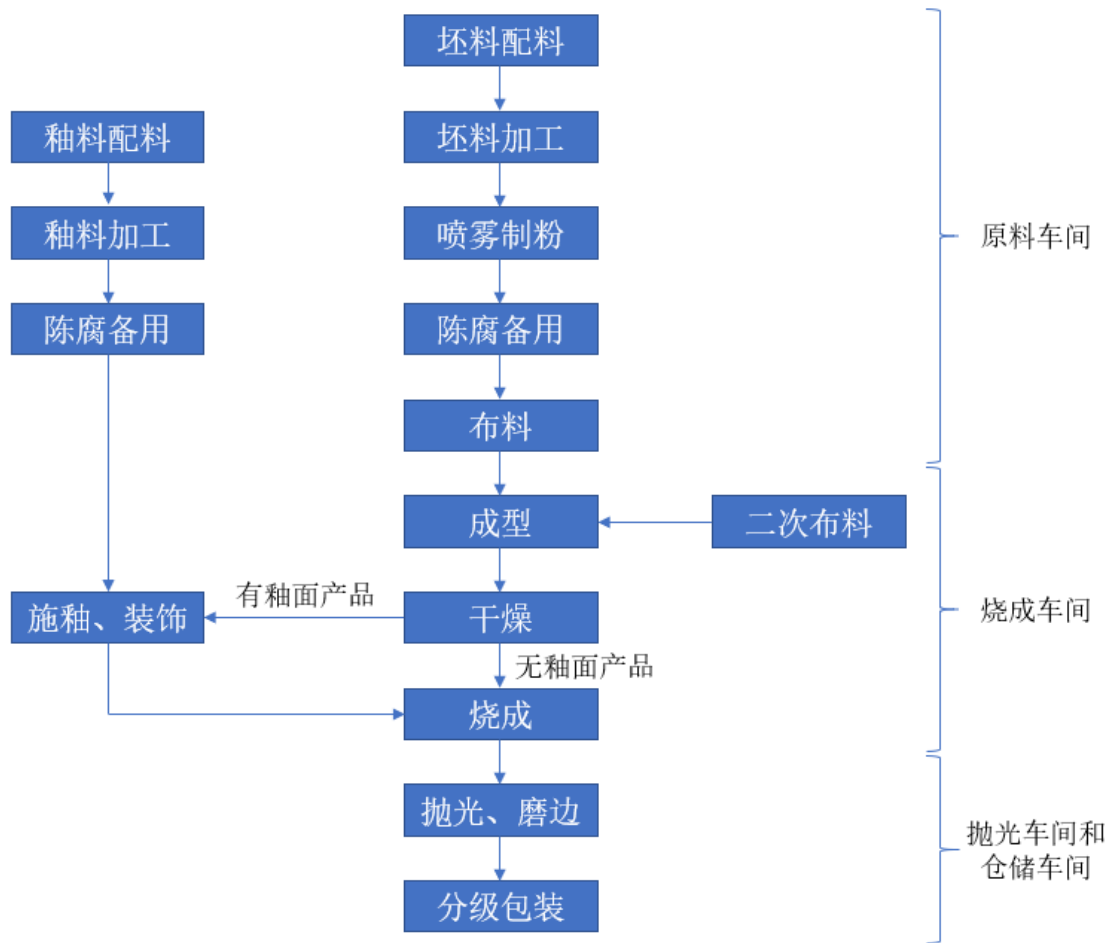 坯料配料
釉料配料
坯料加工
釉料加工
喷雾制粉
原料车间
陈腐备用
陈腐备用
布料
成型
二次布料
有釉面产品
施釉、装饰
干燥
烧成车间
无釉面产品
烧成
抛光、磨边
抛光车间和
仓储车间
分级包装